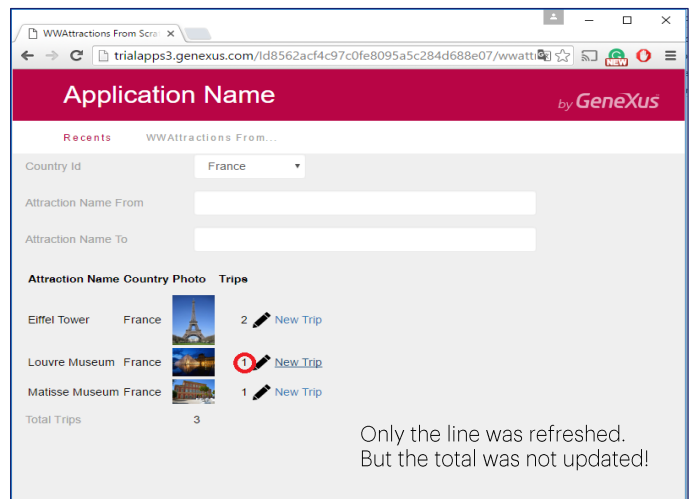 WWAttractions From Scra
trialapps3.genexus.com/Id8562acf4c97c0fe8095a5c284d688e07/wwatti
NEW
Application Name
by GeneXus
Recents WWAttractions From...
Country Id France
Attraction Name From
Attraction Name To
Attraction Name Country Photo Trips
Eiffel Tower France 2 New Trip
Louvre Museum France 1 New Trip
Matisse Museum France 1 New Trip
Total Trips 3
Only the line was refreshed.
But the total was not updated!